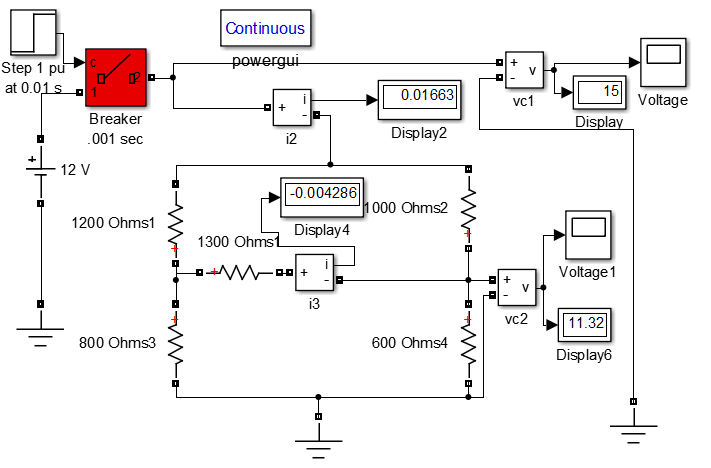 Continuous
powergui
Step 1 pu
at 0.01 s
c
1
2
Breaker
.001 sec
12 V
+
+
-
i
i2
0.01663
Display2
+
-
v
vc1
15
Display
Voltage
1200 Ohms1
-0.004286
Display4
1000 Ohms2
1300 Ohms1
+
-
i
i3
+
-
v
vc2
Voltage1
11.32
Display6
800 Ohms3
600 Ohms4